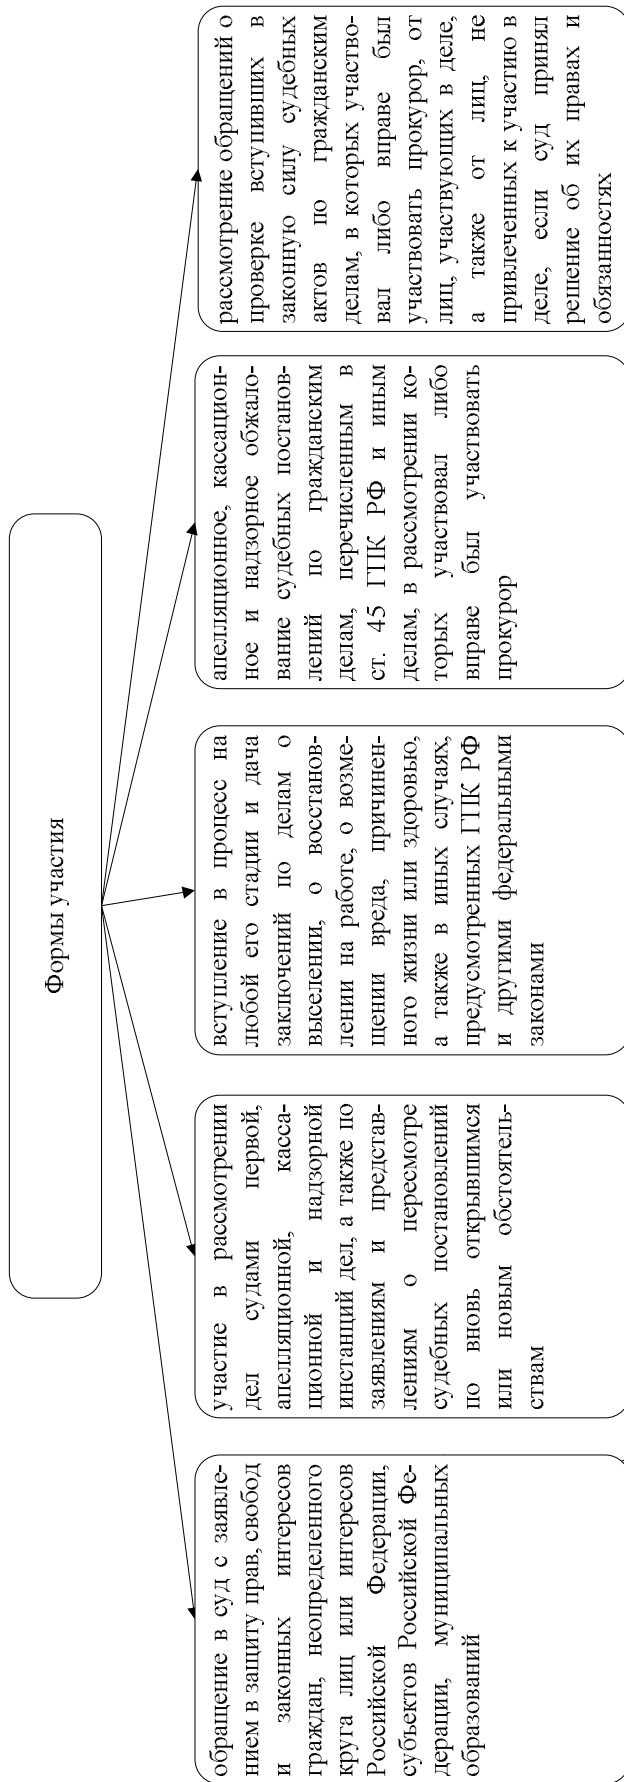 Формы участия
обращение в суд с заявле-
нием в защиту прав, свобод
и законных интересов
граждан, неопределенного
круга лиц или интересов
Российской Федерации,
субъектов Российской Фе-
дерации, муниципальных
образований
участие в рассмотрении
дел судами первой,
апелляционной, касса-
ционной и надзорной
инстанций дел, а также по
заявлениям и представ-
лениям о пересмотре
судебных постановлений
по вновь открывшимся
или новым обстоятель-
ствам
вступление в процесс на
любой его стадии и дача
заключений по делам о
выселении, о восстанов-
лении на работе, о возме-
щении вреда, причинен-
ного жизни или здоровью,
а также в иных случаях,
предусмотренных ГПК РФ
и другими федеральными
законами
апелляционное, кассацион-
ное и надзорное обжало-
вание судебных постанов-
лений по гражданским
делам, перечисленным в
ст. 45 ГПК РФ и иным
делам, в рассмотрении ко-
торых участвовал либо
вправе был участвовать
прокурор
рассмотрение обращений о
проверке вступивших в
законную силу судебных
актов по гражданским
делам, в которых участво-
вал либо вправе был
участвовать прокурор, от
лиц, участвующих в деле,
а также от лиц, не
привлеченных к участию в
деле, если суд принял
решение об их правах и
обязанностях